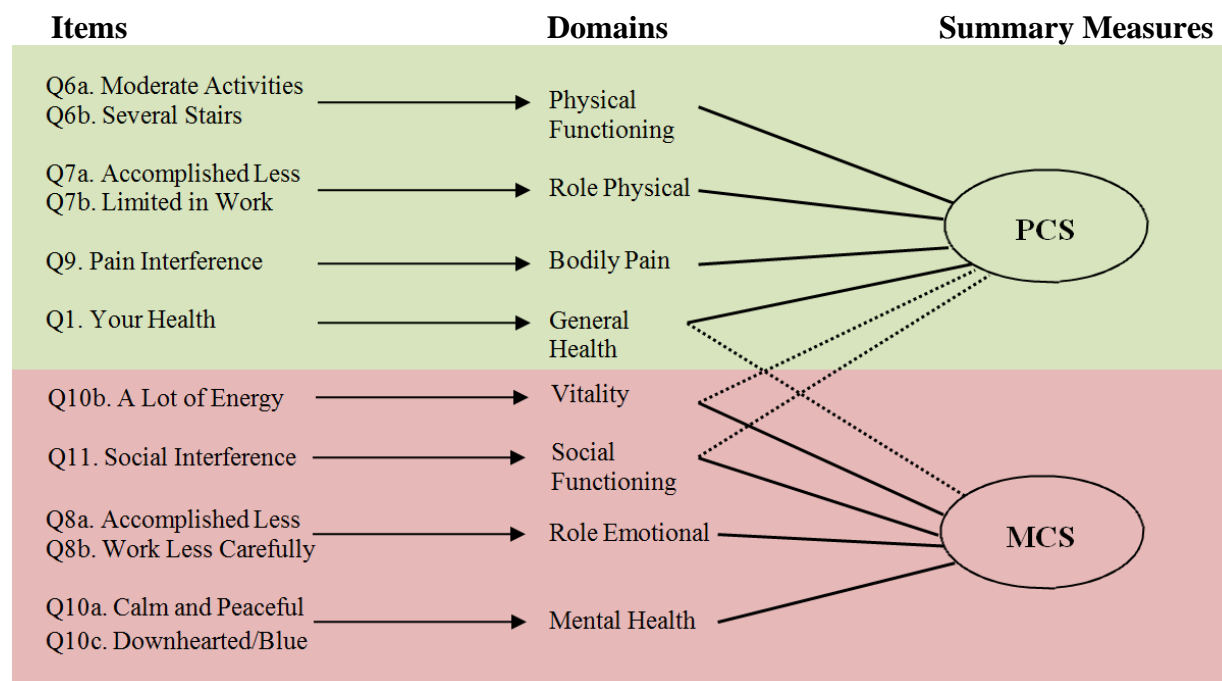 Items Domains Summary Measures
Q6a. Moderate Activities
Q6b. Several Stairs
Physical
Functioning
Q7a. Accomplished Less
Q7b. Limited in Work
Role Physical
Q9. Pain Interference
Bodily Pain
Q1. Your Health
General
Health
PCS
Q10b. A Lot of Energy
Vitality
Q11. Social Interference
Social
Functioning
Q8a. Accomplished Less
Q8b. Work Less Carefully
Role Emotional
Q10a. Calm and Peaceful
Q10c. Downhearted/Blue
Mental Health
MCS